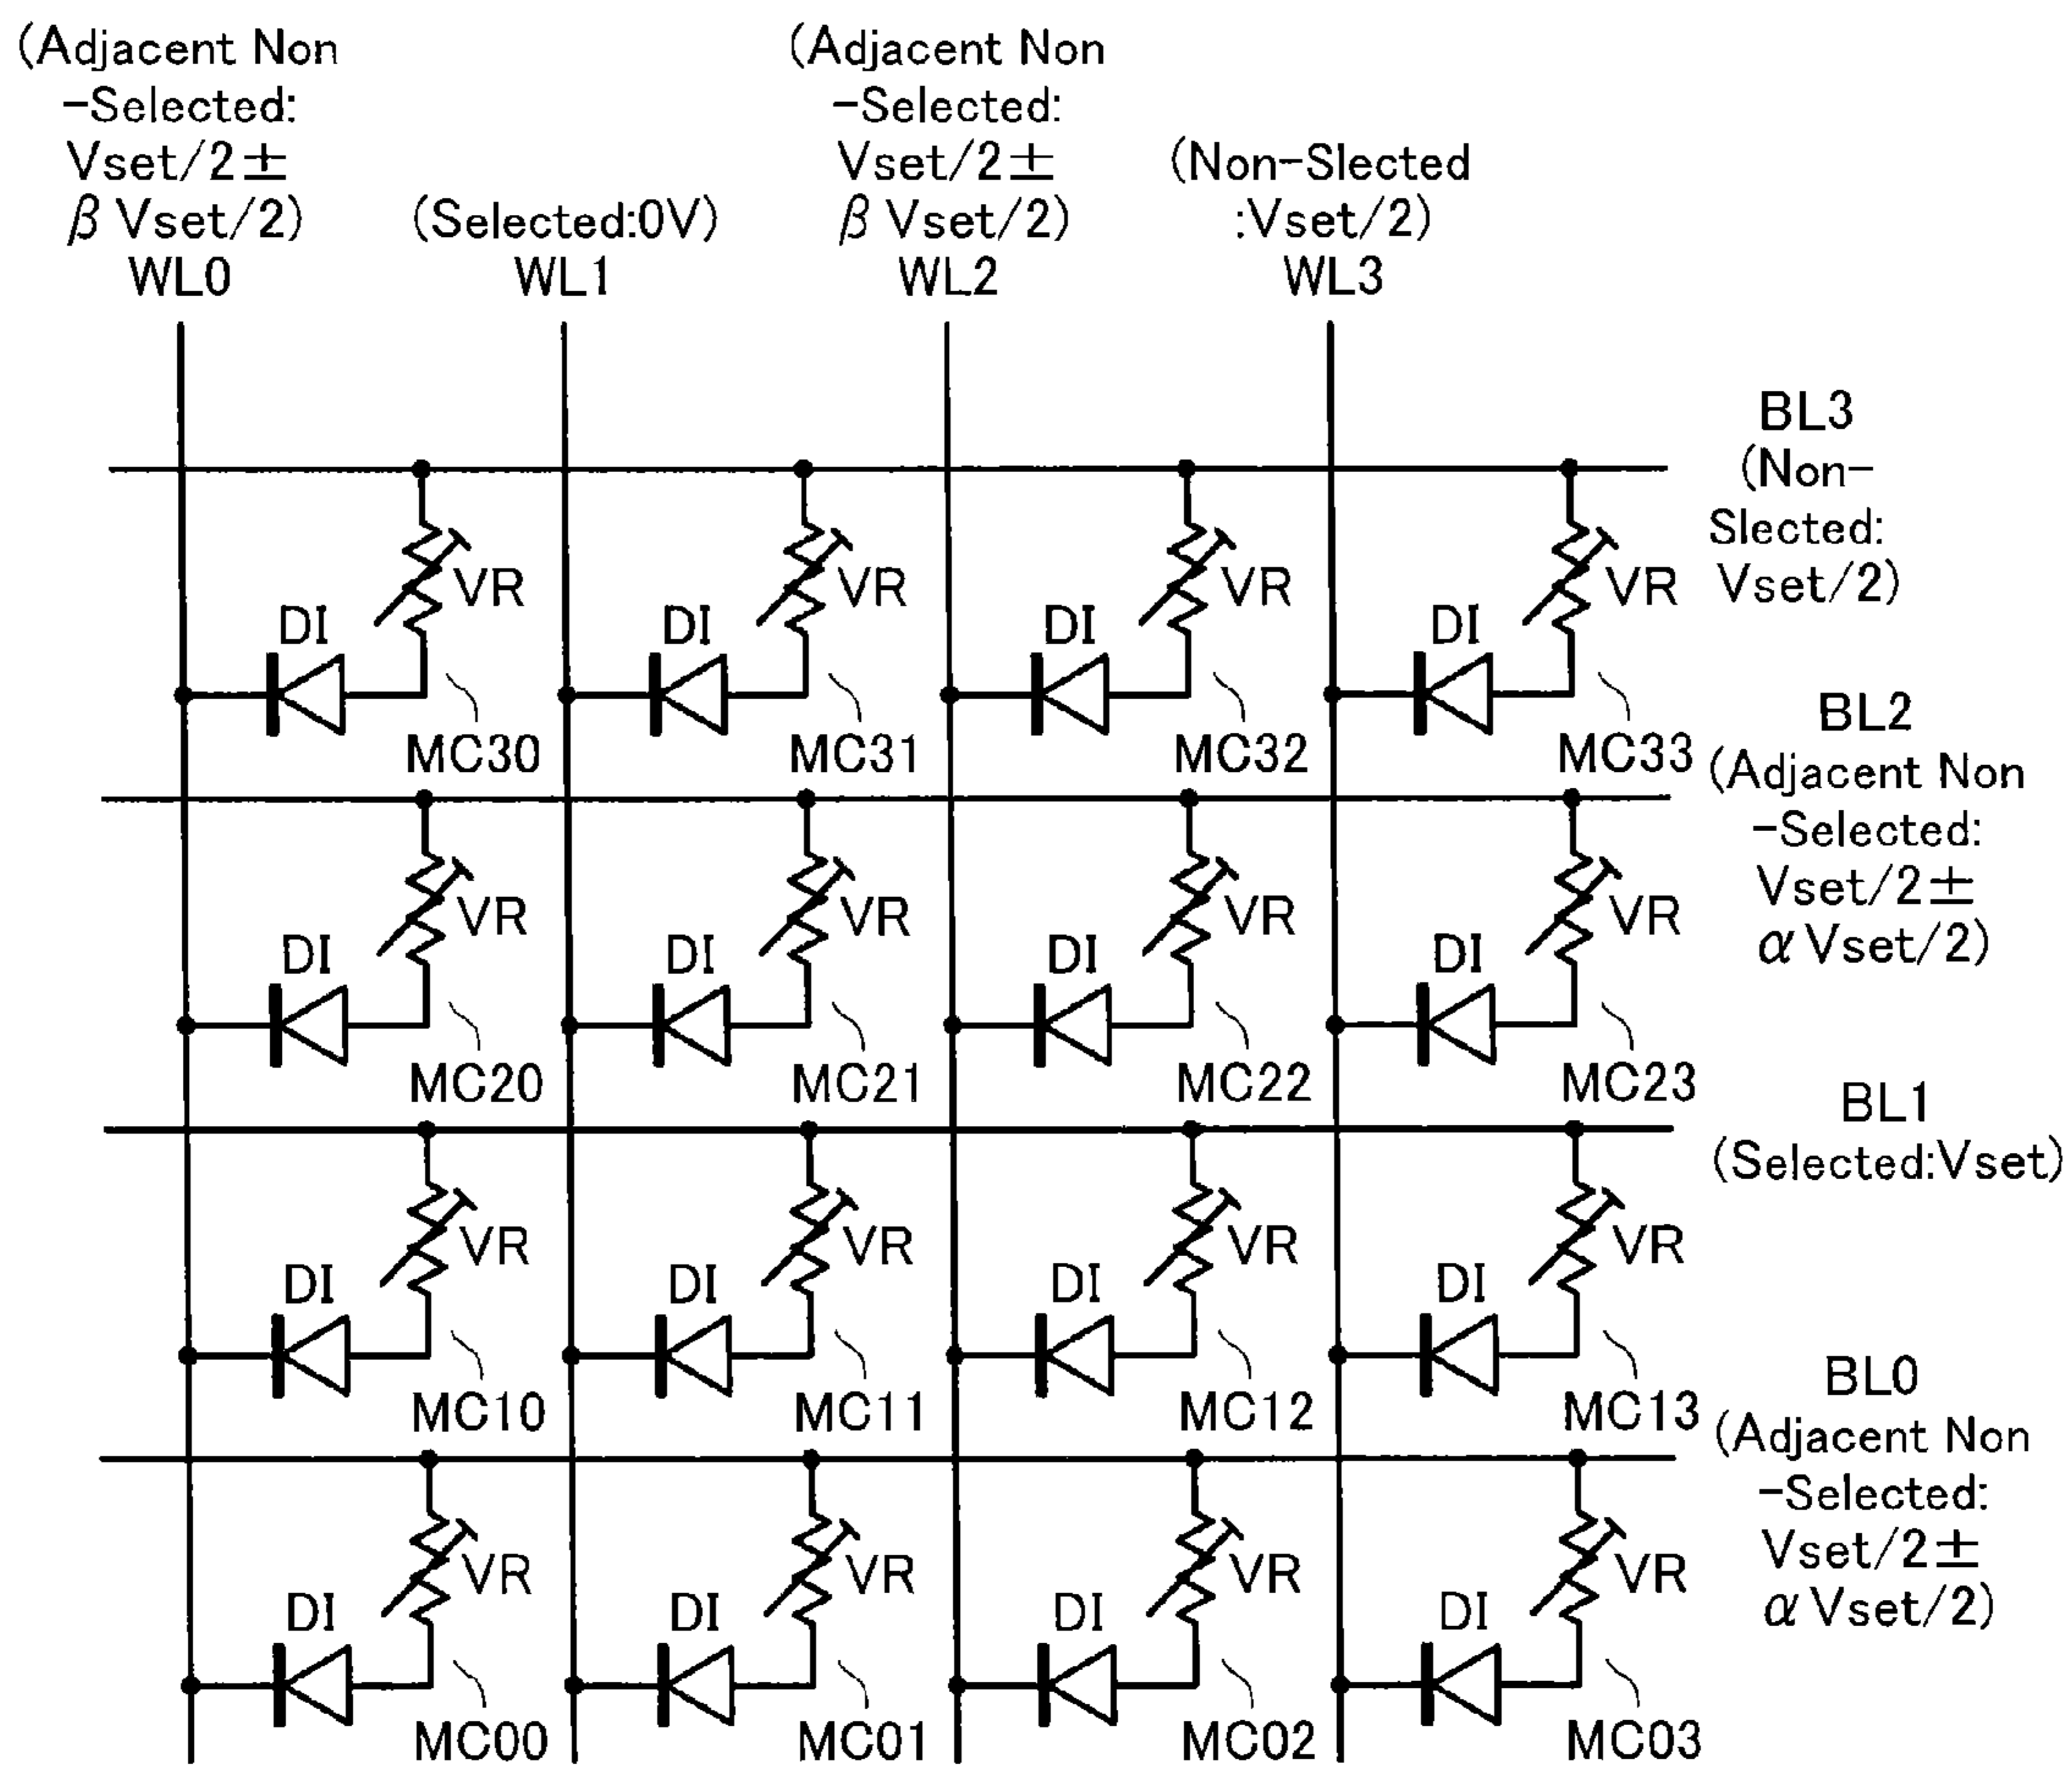 (Adjacent Non
-Selected:
Vset/2±
β Vset/2)
WL0
(Selected:0V)
WL1
(Adjacent Non
-Selected:
Vset/2±
β Vset/2)
WL2
(Non-Slected
:Vset/2)
WL3
BL3
(Non-
Slected:
Vset/2)
VR VR VR VR
DI DI DI DI
MC30 MC31 MC32 MC33
BL2
(Adjacent Non
-Selected:
Vset/2±
α Vset/2)
VR VR VR VR
DI DI DI DI
MC20 MC21 MC22 MC23
BL1
(Selected:Vset)
VR VR VR VR
DI DI DI DI
MC10 MC11 MC12 MC13
BL0
(Adjacent Non
-Selected:
Vset/2±
α Vset/2)
VR VR VR VR
DI DI DI DI
MC00 MC01 MC02 MC03